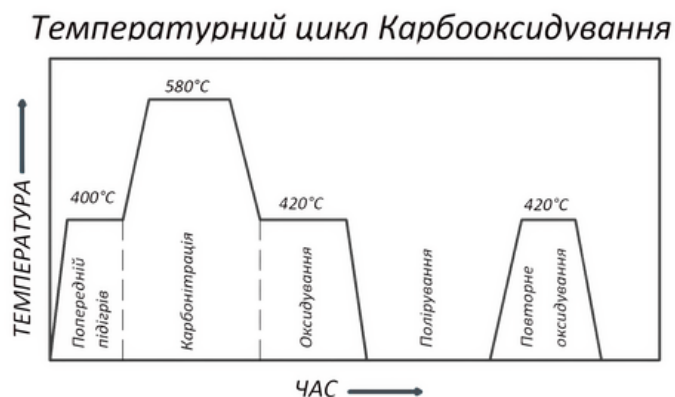 Температурний цикл Карбооксидування
580°C
400°C
420°C
420°C
ТЕМПЕРАТУРА
Попередній
підігрів
Карбонітрація
Оксидування
Полірування
Повторне
оксидування
ЧАС